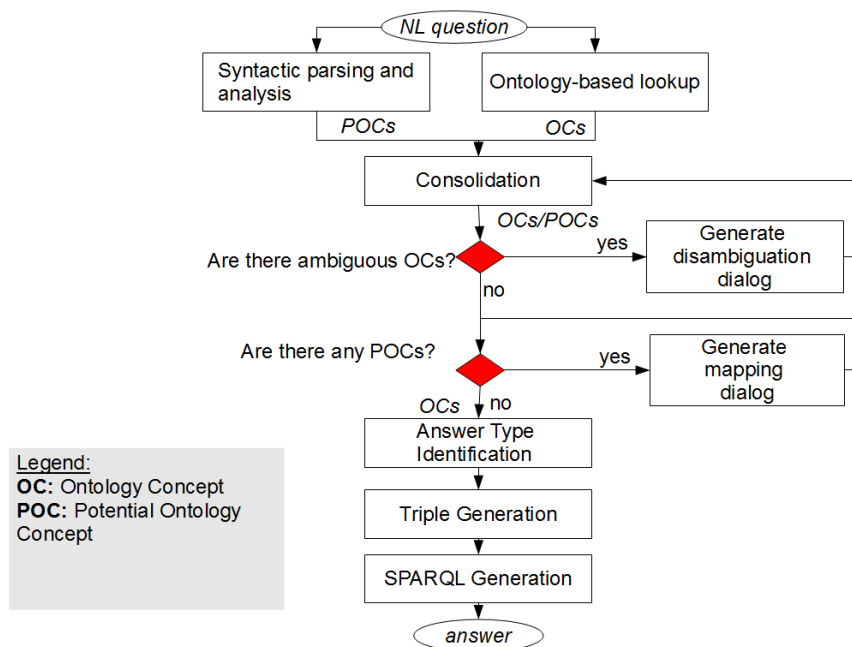 NL question
Syntactic parsing and
analysis
Ontology-based lookup
POCs
OCs
Consolidation
OCs/POCs
Are there ambiguous OCs?
yes
Generate
disambiguation
dialog
no
Are there any POCs?
yes
Generate
mapping
dialog
OCs
no
Answer Type
Identification
Legend:
OC: Ontology Concept
POC: Potential Ontology
Concept
Triple Generation
SPARQL Generation
answer